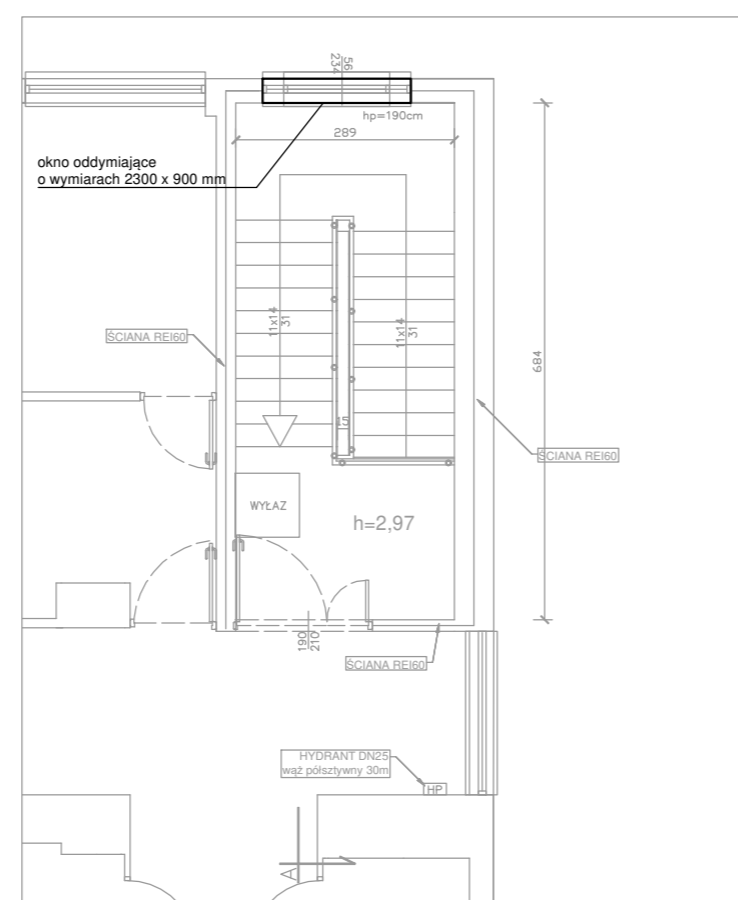 56
234
hp=190cm
289
okno oddymiające
o wymiarach 2300 x 900 mm
11x14
31
11x14
31
ŚCIANA REI60
684
15
ŚCIANA REI60
WYŁAZ
h=2,97
190
210
ŚCIANA REI60
HYDRANT DN25
wąż półsztywny 30m
HP
A